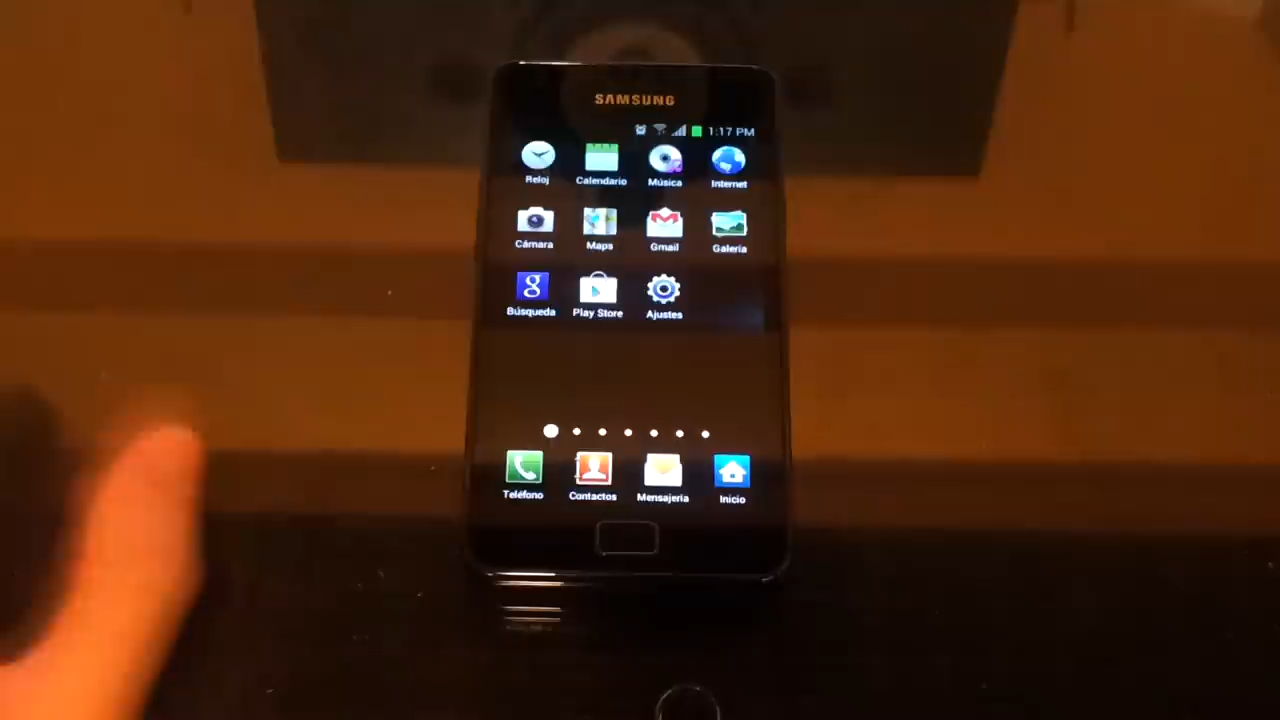 SAMSUNG
1:17 PM
Reloj Calendario Música Internet
Cámara Maps Gmail Galería
g
Búsqueda Play Store Ajustes
Teléfono Contactos Mensajería Inicio